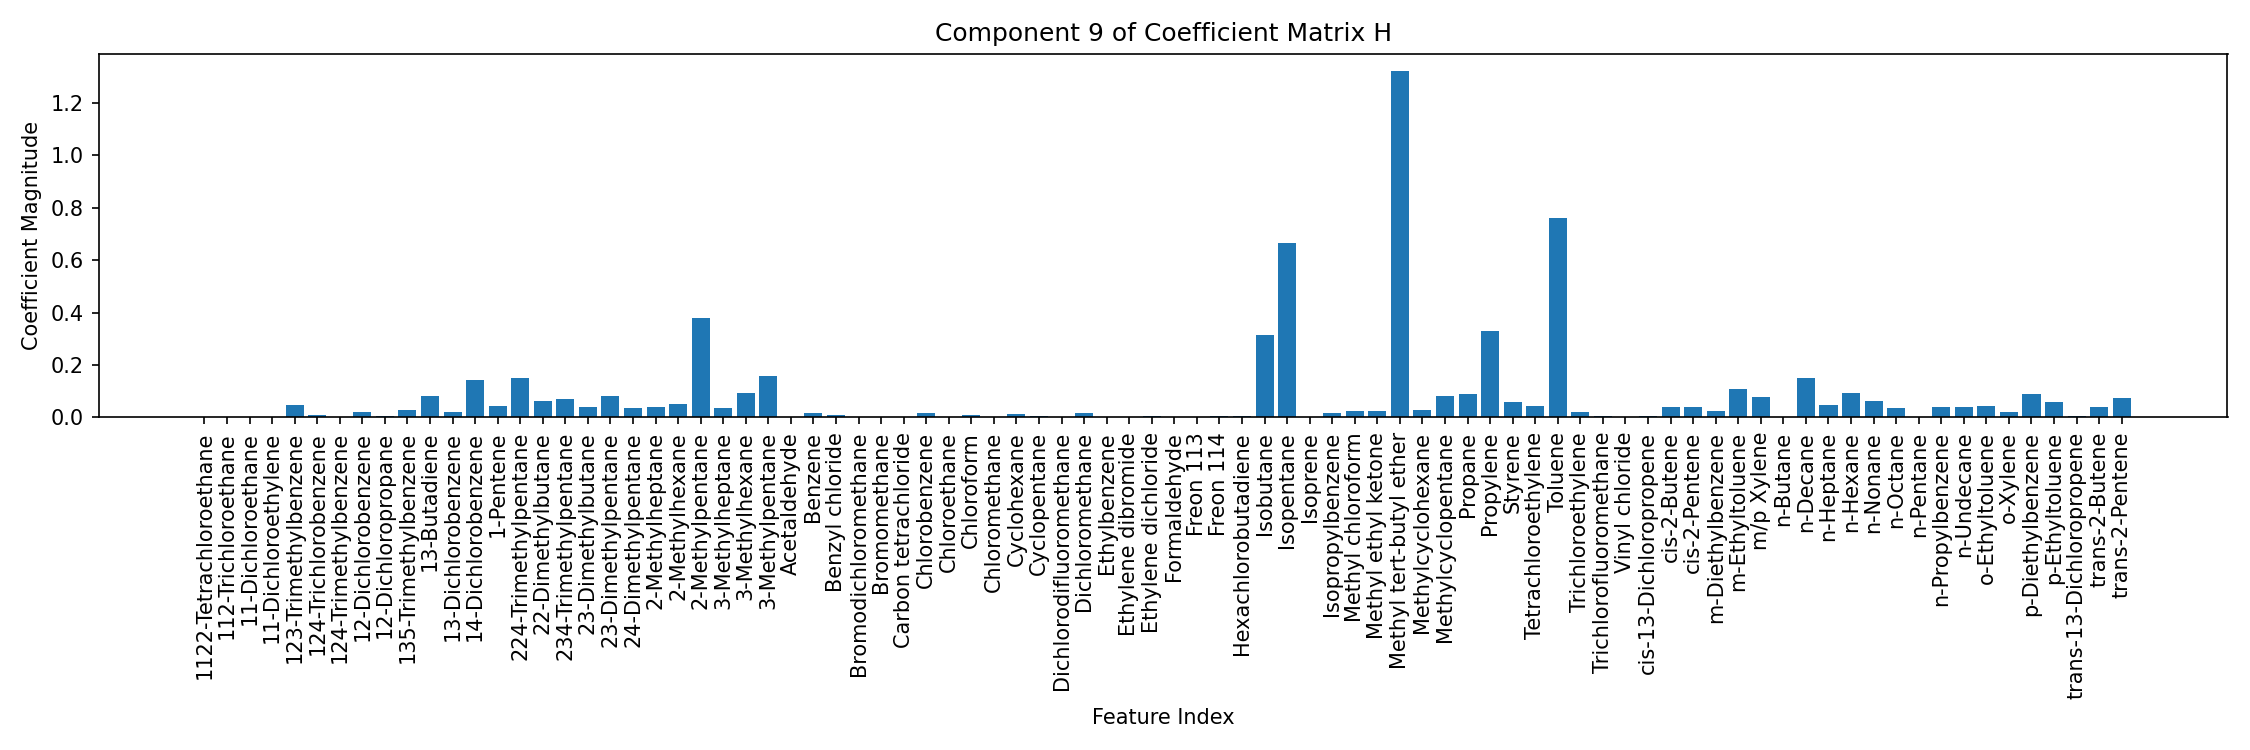 Component 9 of Coefficient Matrix H
Coefficient Magnitude
1.2
1.0
0.8
0.6
0.4
0.2
0.0
1122-Tetrachloroethane
112-Trichloroethane
11-Dichloroethane
11-Dichloroethylene
123-Trimethylbenzene
124-Trichlorobenzene
124-Trimethylbenzene
12-Dichlorobenzene
12-Dichloropropane
135-Trimethylbenzene
13-Butadiene
13-Dichlorobenzene
14-Dichlorobenzene
1-Pentene
224-Trimethylpentane
22-Dimethylbutane
234-Trimethylpentane
23-Dimethylbutane
23-Dimethylpentane
24-Dimethylpentane
2-Methylheptane
2-Methylhexane
2-Methylpentane
3-Methylheptane
3-Methylhexane
3-Methylpentane
Acetaldehyde
Benzene
Benzyl chloride
Bromodichloromethane
Bromomethane
Carbon tetrachloride
Chlorobenzene
Chloroethane
Chloroform
Chloromethane
Cyclohexane
Cyclopentane
Dichlorodifluoromethane
Dichloromethane
Ethylbenzene
Ethylene dibromide
Ethylene dichloride
Formaldehyde
Freon 113
Freon 114
Hexachlorobutadiene
Isobutane
Isopentane
Isoprene
Isopropylbenzene
Methyl chloroform
Methyl ethyl ketone
Methyl tert-butyl ether
Methylcyclohexane
Methylcyclopentane
Propane
Propylene
Styrene
Tetrachloroethylene
Toluene
Trichloroethylene
Trichlorofluoromethane
Vinyl chloride
cis-13-Dichloropropene
cis-2-Butene
cis-2-Pentene
m-Diethylbenzene
m-Ethyltoluene
m/p Xylene
n-Butane
n-Decane
n-Heptane
n-Hexane
n-Nonane
n-Octane
n-Pentane
n-Propylbenzene
n-Undecane
o-Ethyltoluene
o-Xylene
p-Diethylbenzene
p-Ethyltoluene
trans-13-Dichloropropene
trans-2-Butene
trans-2-Pentene
Feature Index